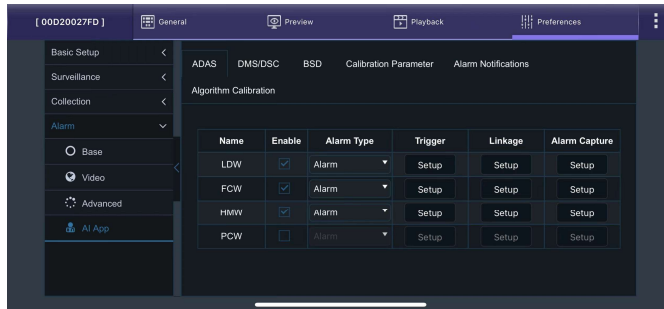 [ 00D20027FD ] General Preview Playback Preferences
Basic Setup
Surveillance
Collection
Alarm
Base
Video
Advanced
AI App
ADAS DMS/DSC BSD Calibration Parameter Alarm Notifications
Algorithm Calibration
Name Enable Alarm Type Trigger Linkage Alarm Capture
LDW Alarm Setup Setup Setup
FCW Alarm Setup Setup Setup
HMW Alarm Setup Setup Setup
PCW Alarm Setup Setup Setup